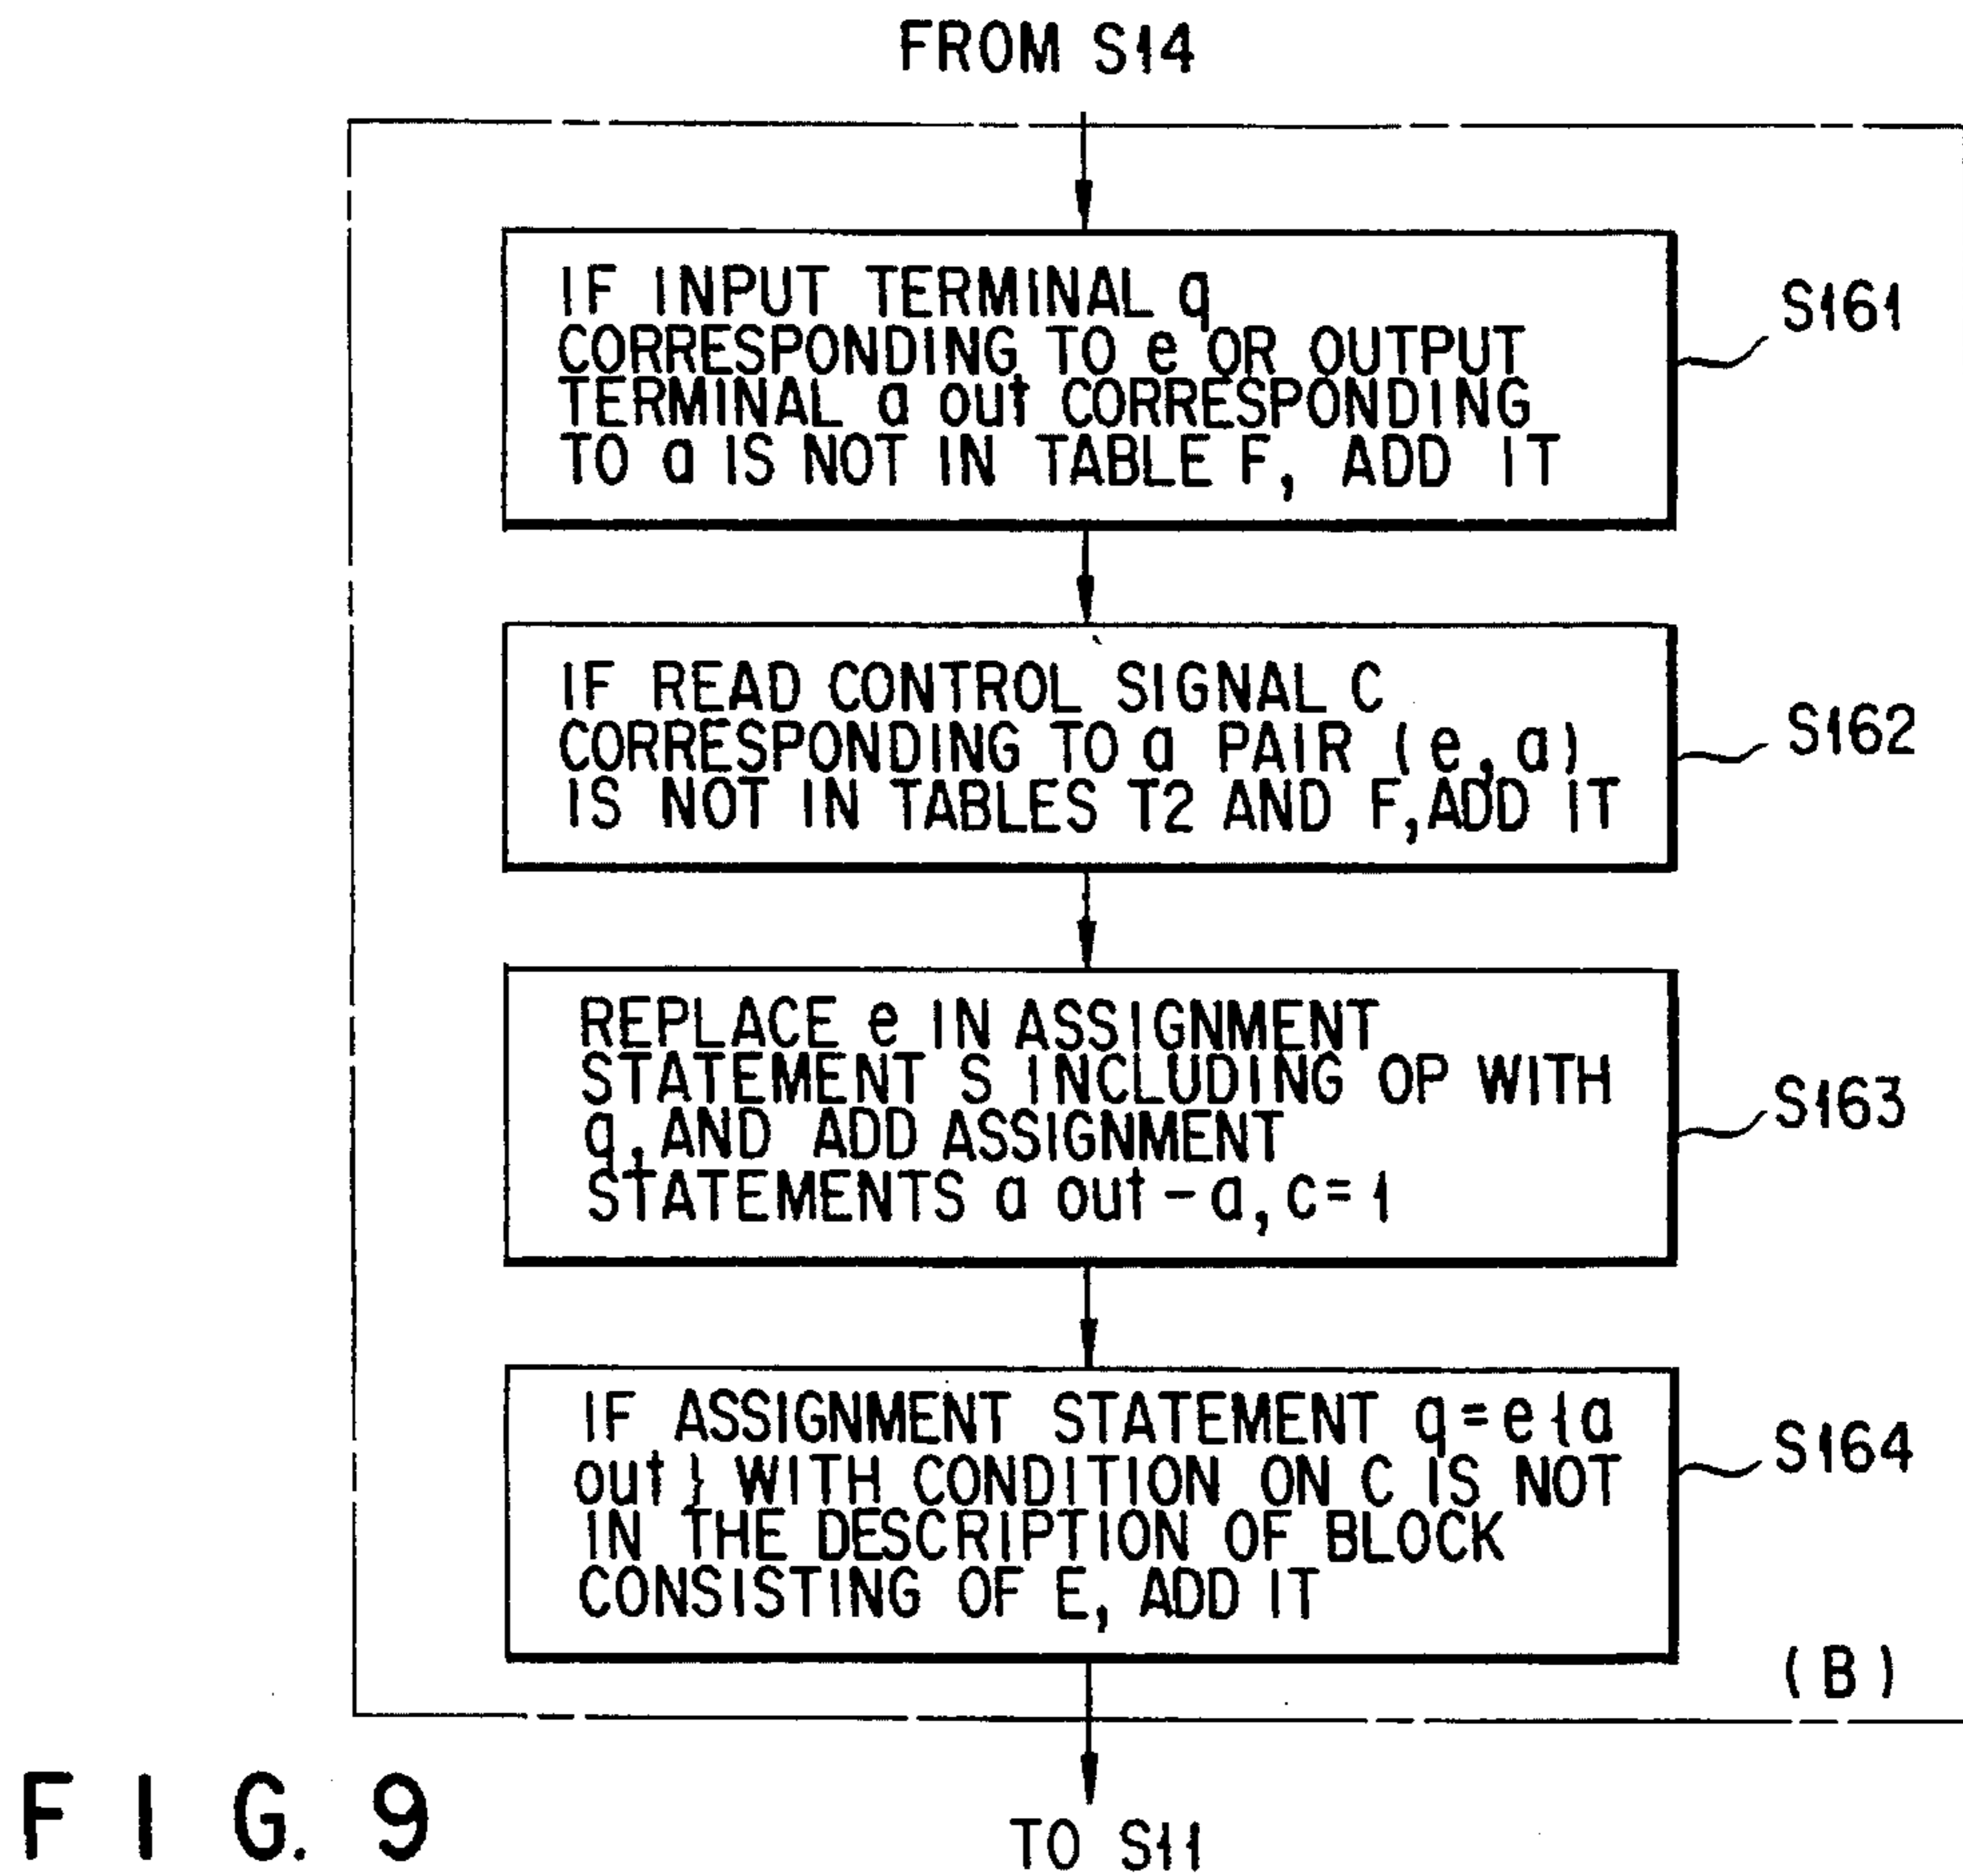 FROM S14
IF INPUT TERMINAL q
CORRESPONDING TO e OR OUTPUT
TERMINAL a out CORRESPONDING
TO a IS NOT IN TABLE F, ADD IT
S161
IF READ CONTROL SIGNAL C
CORRESPONDING TO a PAIR (e, a)
IS NOT IN TABLES T2 AND F, ADD IT
S162
REPLACE e IN ASSIGNMENT
STATEMENT S INCLUDING OP WITH
q, AND ADD ASSIGNMENT
STATEMENTS a out-a, c=1
S163
IF ASSIGNMENT STATEMENT q=e{a
out} WITH CONDITION ON C IS NOT
IN THE DESCRIPTION OF BLOCK
CONSISTING OF E, ADD IT
S164
(B)
TO S11
FIG. 9